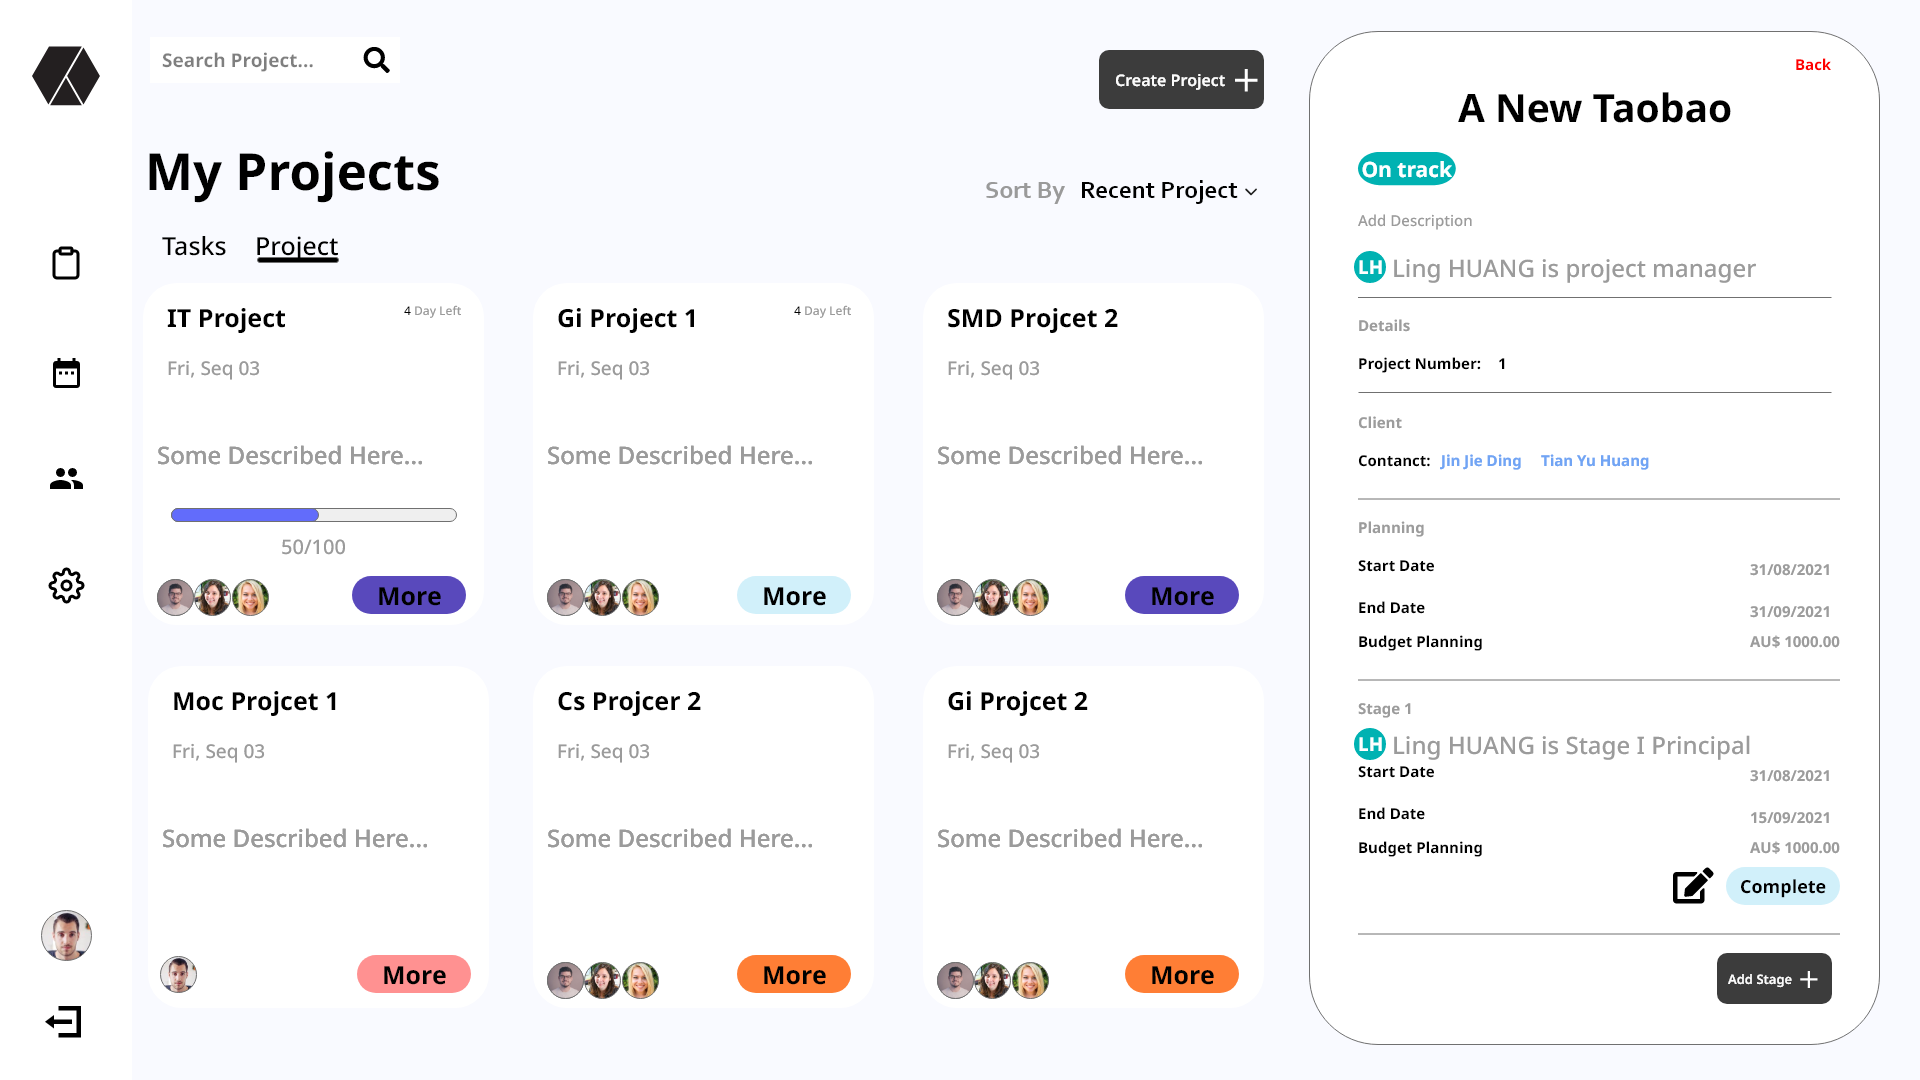 Search Project...
Create Project
My Projects
Sort By Recent Project
Tasks Project
IT Project
4 Day Left
Fri, Seq 03
Some Described Here...
50/100
More
Gi Project 1
4 Day Left
Fri, Seq 03
Some Described Here...
More
SMD Projcet 2
Fri, Seq 03
Some Described Here...
More
Moc Projcet 1
Fri, Seq 03
Some Described Here...
More
Cs Projcer 2
Fri, Seq 03
Some Described Here...
More
Gi Projcet 2
Fri, Seq 03
Some Described Here...
More
Back
A New Taobao
On track
Add Description
LH Ling HUANG is project manager
Details
Project Number: 1
Client
Contanct: Jin Jie Ding Tian Yu Huang
Planning
Start Date 31/08/2021
End Date 31/09/2021
Budget Planning AU$ 1000.00
Stage 1
LH Ling HUANG is Stage I Principal
Start Date 31/08/2021
End Date 15/09/2021
Budget Planning AU$ 1000.00
Complete
Add Stage